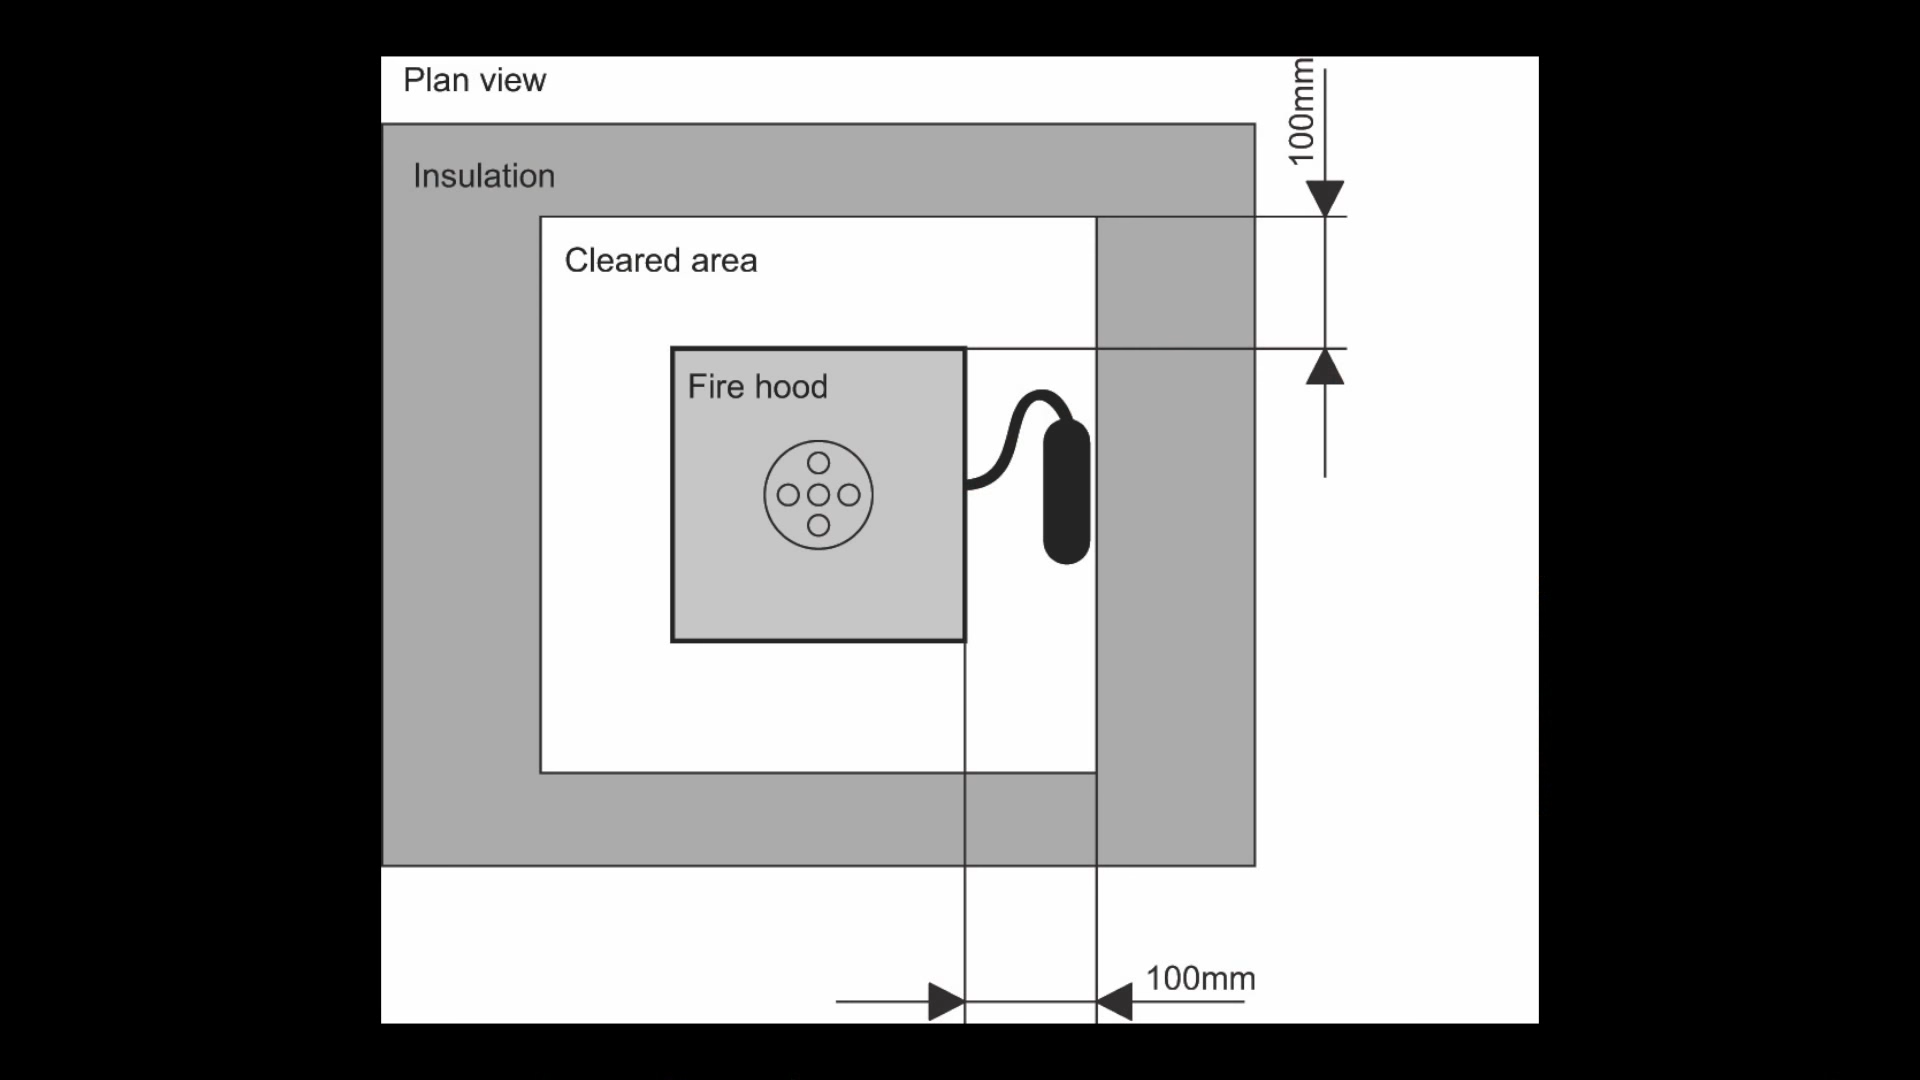 Plan view
100mm
Insulation
Cleared area
Fire hood
100mm